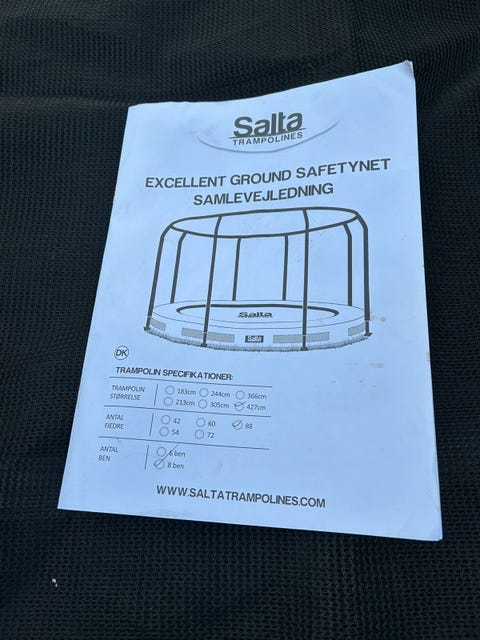 Salta
TRAMPOLINES
EXCELLENT GROUND SAFETYNET
SAMLEVEJLEDNING
Salta
Salta
DK
TRAMPOLIN SPECIFIKATIONER:
TRAMPOLIN STØRRELSE
183cm 244cm 366cm
213cm 305cm 427cm
ANTAL FJEDRE
42 60 88
54 72
ANTAL BEN
6 ben
8 ben
WWW.SALTATRAMPOLINES.COM